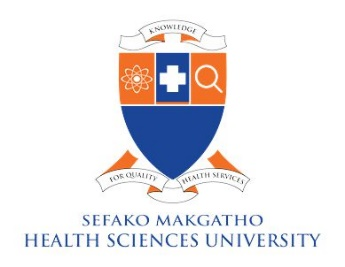 KNOWLEDGE
FOR QUALITY
HEALTH SERVICES
SEFAKO MAKGATHO
HEALTH SCIENCES UNIVERSITY